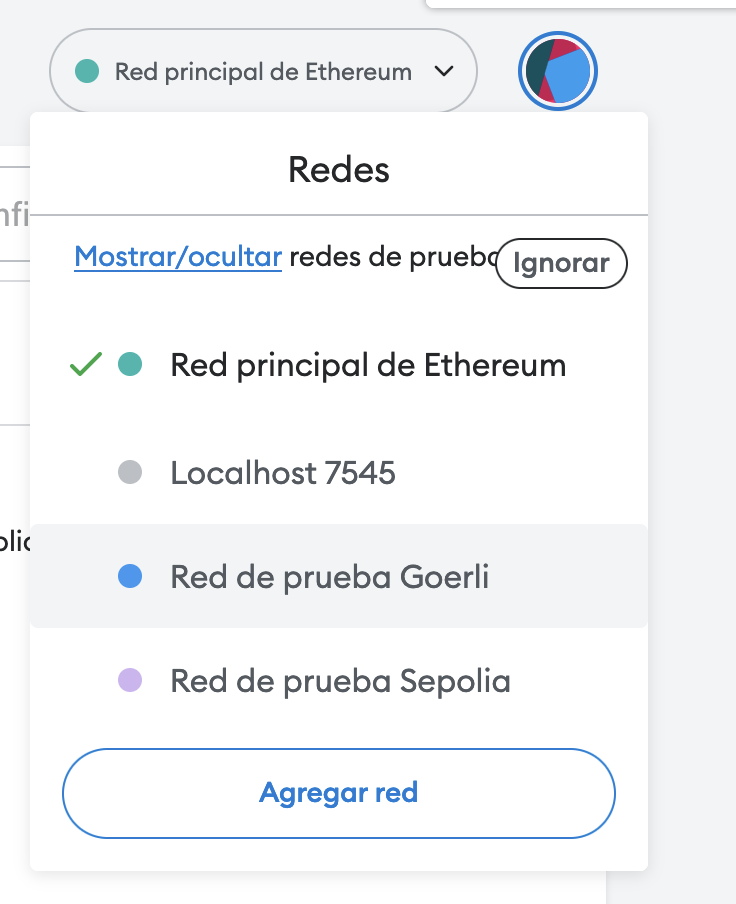 Red principal de Ethereum
Redes
Mostrar/ocultar redes de prueba
Ignorar
Red principal de Ethereum
Localhost 7545
Red de prueba Goerli
Red de prueba Sepolia
Agregar red